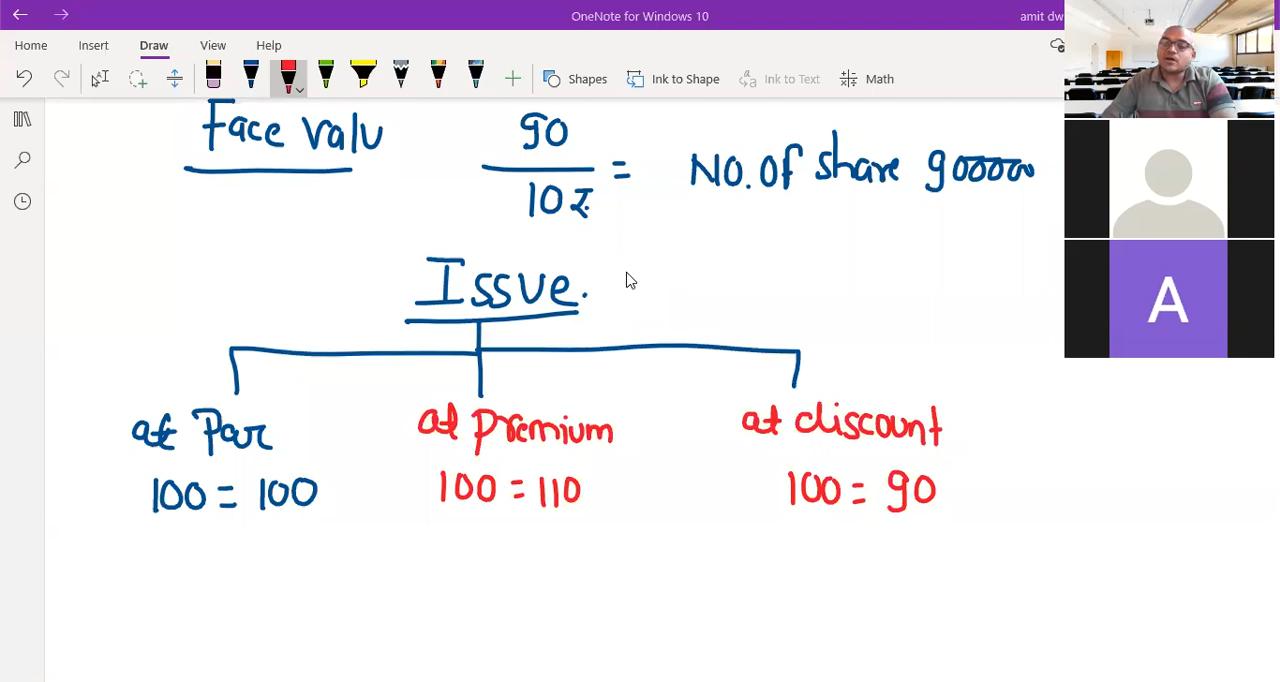 OneNote for Windows 10
amit dw
Home Insert Draw View Help
Shapes Ink to Shape Ink to Text Math
Face valu
90
10 =
No. of share 900000
Issue.
at Par at Premium at discount
100 = 100 100 = 110 100 = 90
A